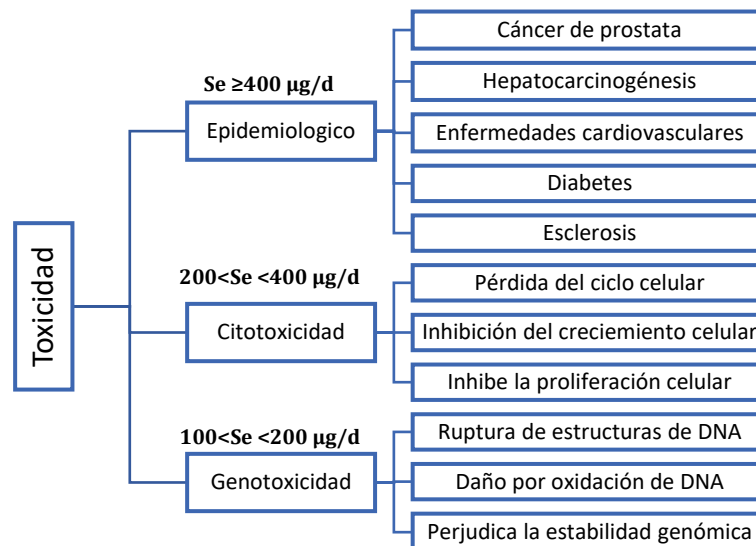 Toxicidad
Se ≥400 µg/d
Epidemiologico
Cáncer de prostata
Hepatocarcinogénesis
Enfermedades cardiovasculares
Diabetes
Esclerosis
200<Se <400 µg/d
Citotoxicidad
Pérdida del ciclo celular
Inhibición del creciemiento celular
Inhibe la proliferación celular
100<Se <200 µg/d
Genotoxicidad
Ruptura de estructuras de DNA
Daño por oxidación de DNA
Perjudica la estabilidad genómica